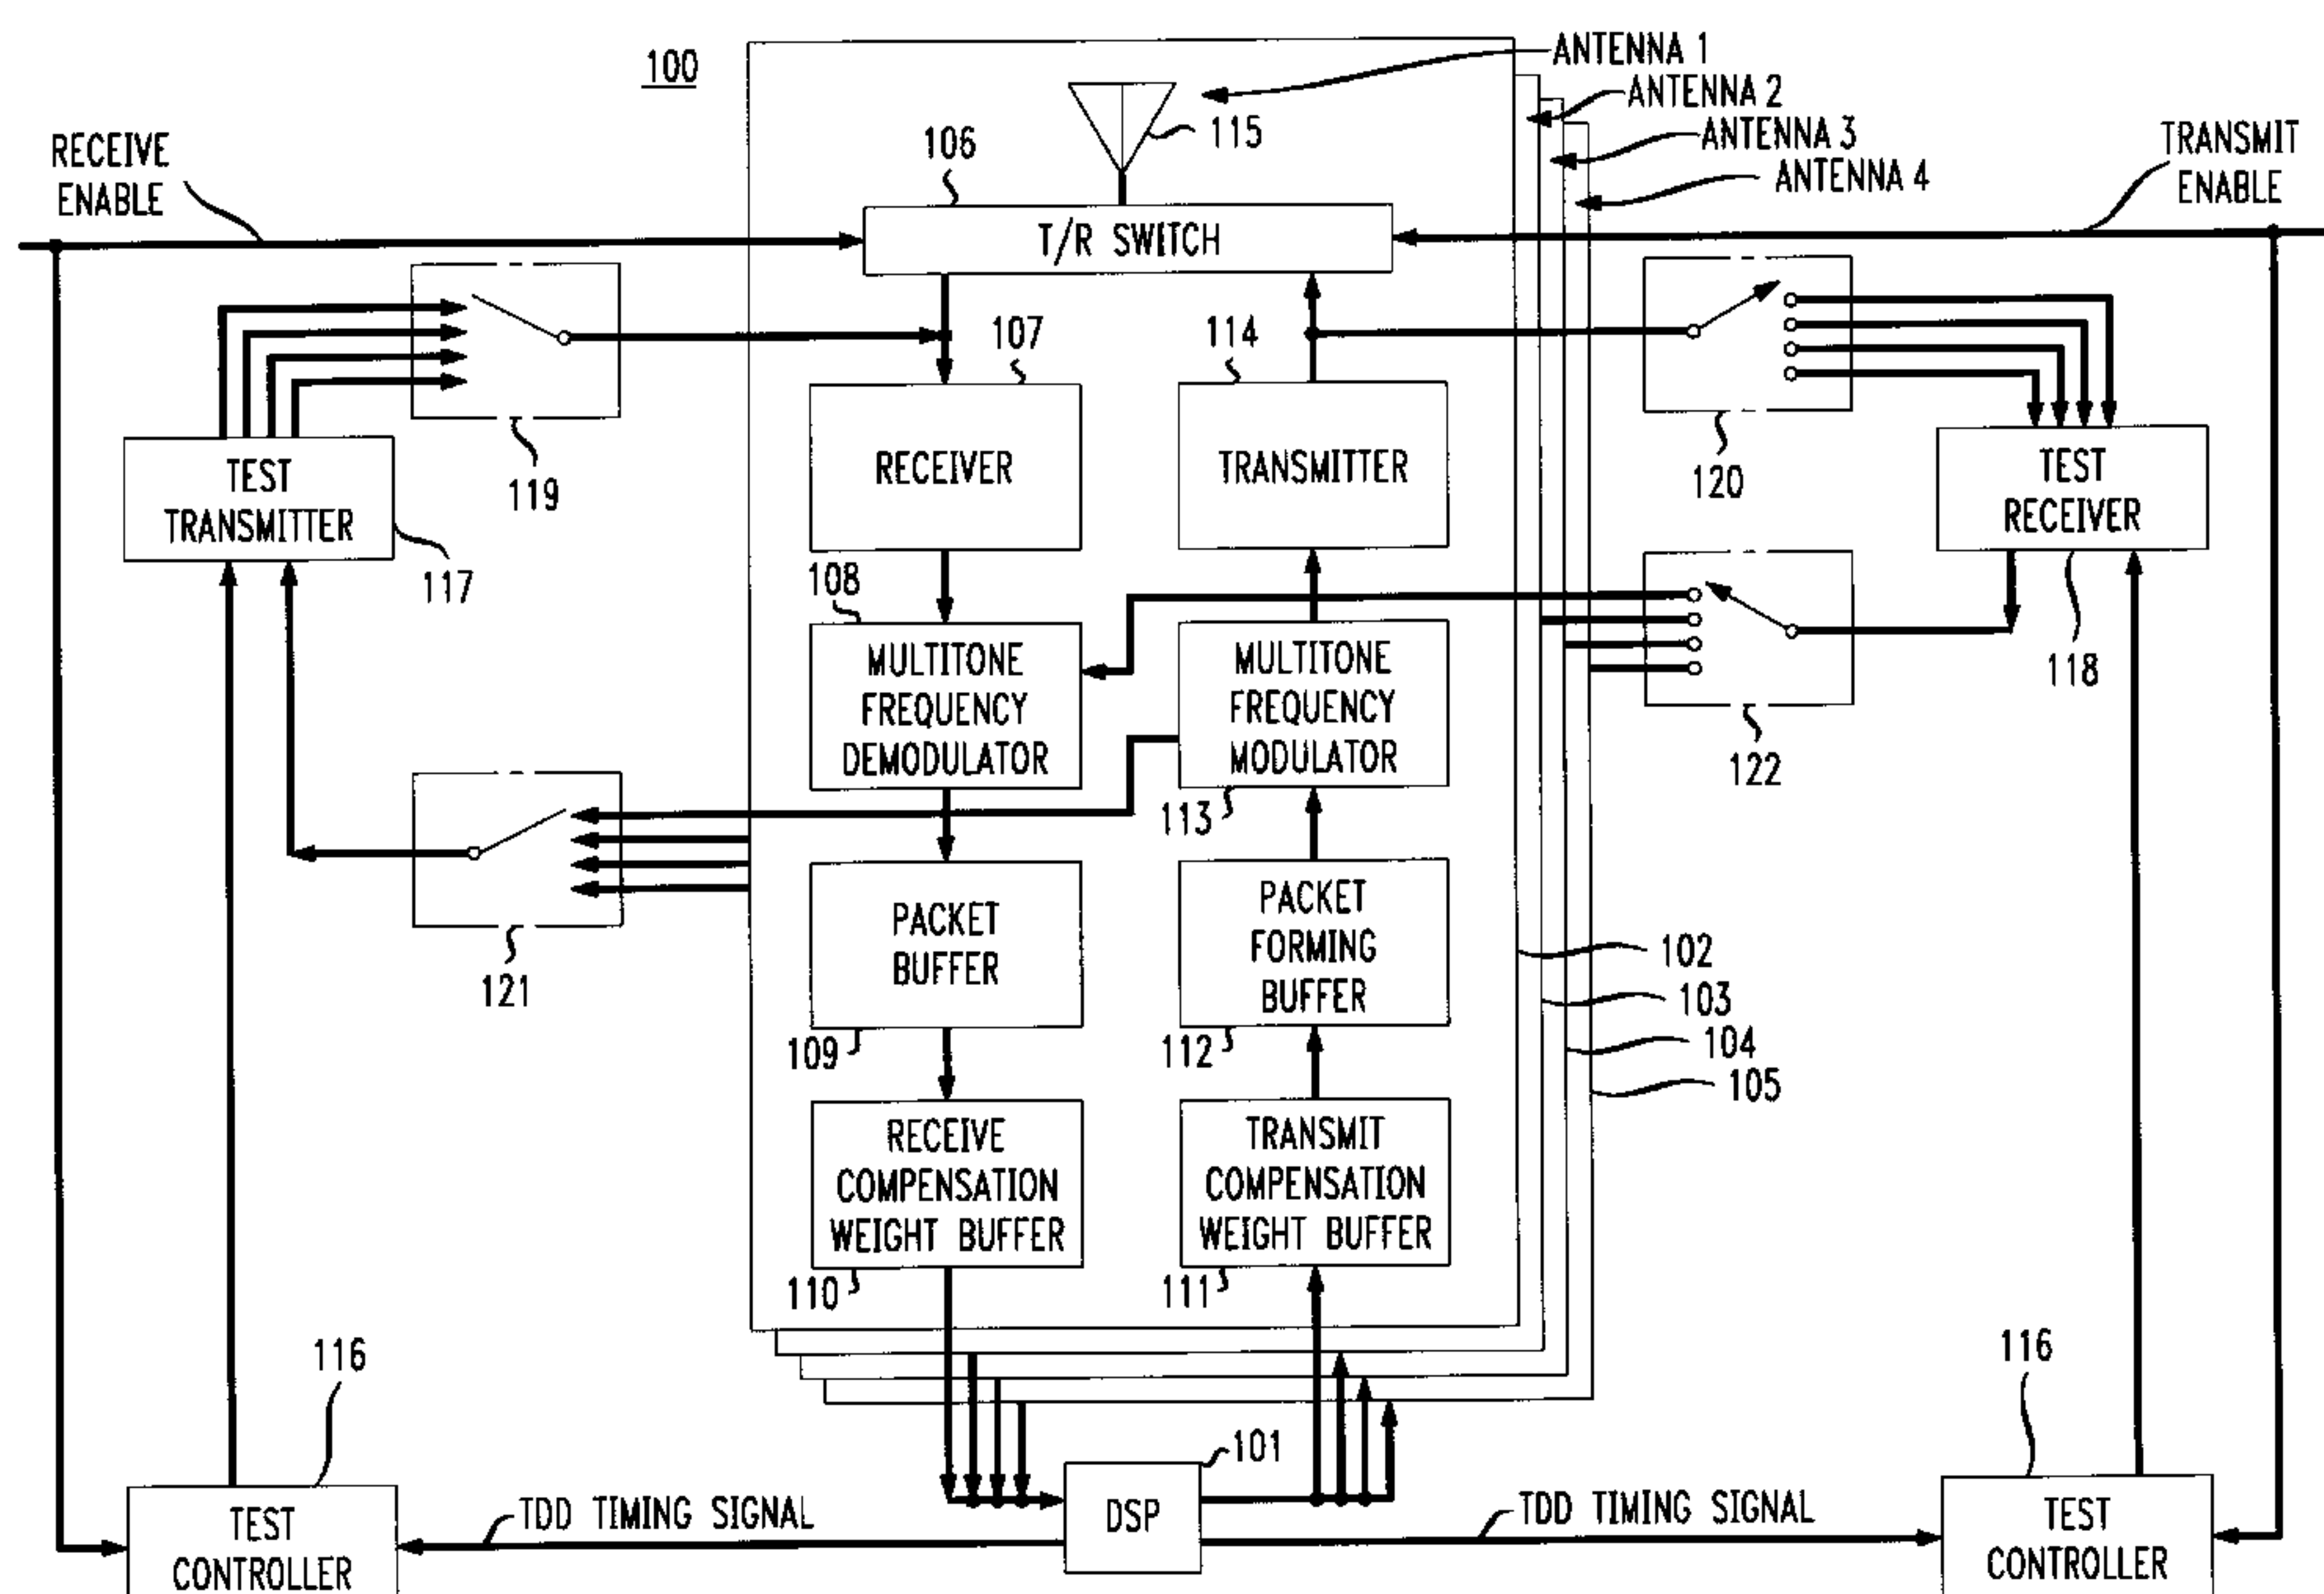 100
ANTENNA 1
ANTENNA 2
ANTENNA 3
ANTENNA 4
115
106
RECEIVE
ENABLE
TRANSMIT
ENABLE
T/R SWITCH
107
114
RECEIVER
TRANSMITTER
119
120
TEST
TRANSMITTER
117
TEST
RECEIVER
118
108
MULTITONE
FREQUENCY
DEMODULATOR
MULTITONE
FREQUENCY
MODULATOR
113
122
121
PACKET
BUFFER
109
PACKET
FORMING
BUFFER
112
102
103
104
105
RECEIVE
COMPENSATION
WEIGHT BUFFER
110
TRANSMIT
COMPENSATION
WEIGHT BUFFER
111
116
116
101
TEST
CONTROLLER
TDD TIMING SIGNAL
DSP
TDD TIMING SIGNAL
TEST
CONTROLLER